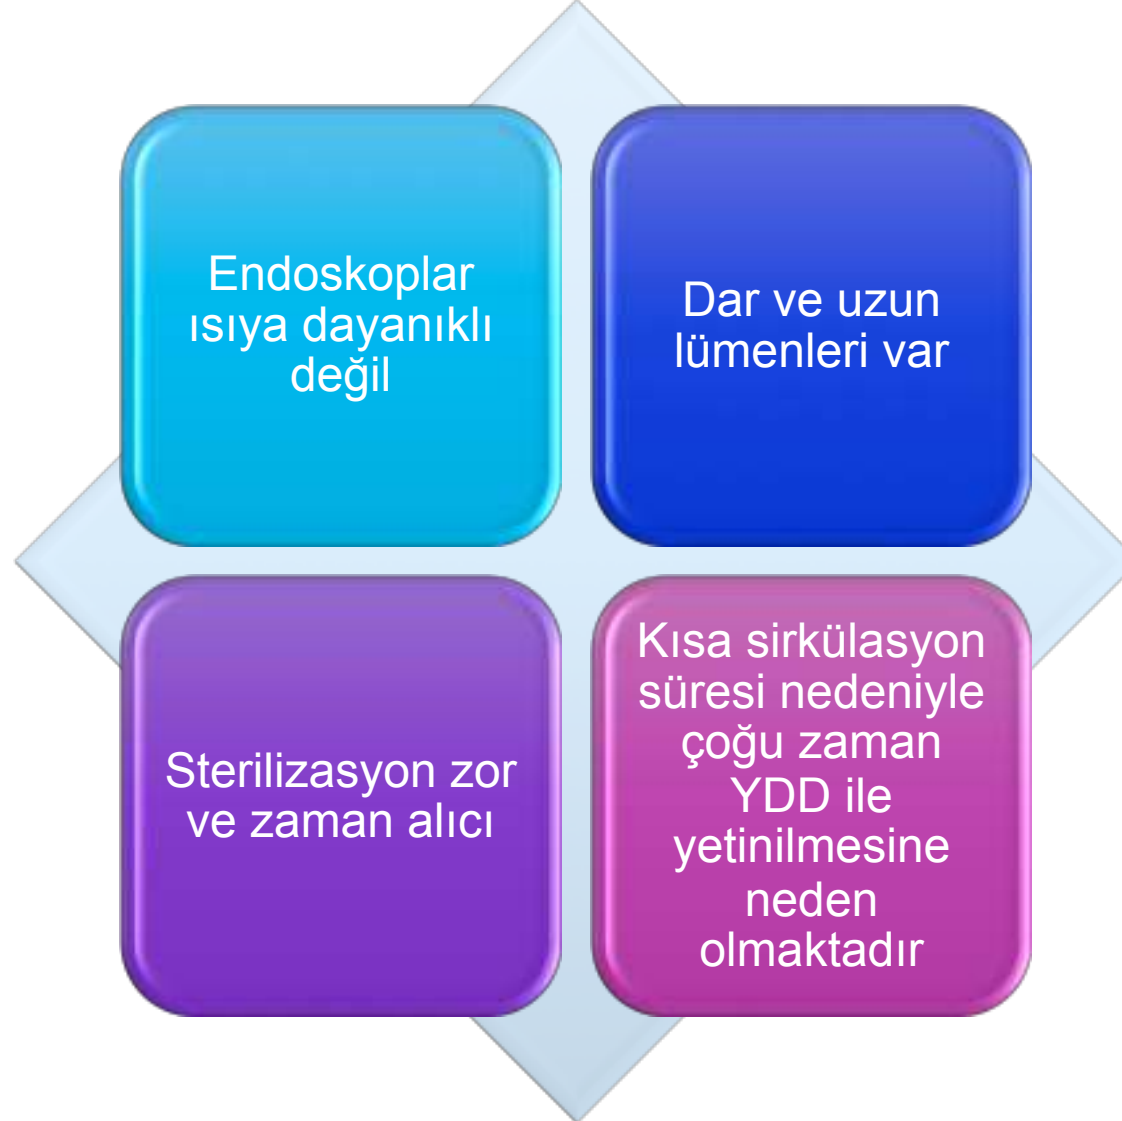 Endoskoplar
ısıya dayanıklı
değil
Dar ve uzun
lümenleri var
Sterilizasyon zor
ve zaman alıcı
Kısa sirkülasyon
süresi nedeniyle
çoğu zaman
YDD ile
yetinilmesine
neden
olmaktadır